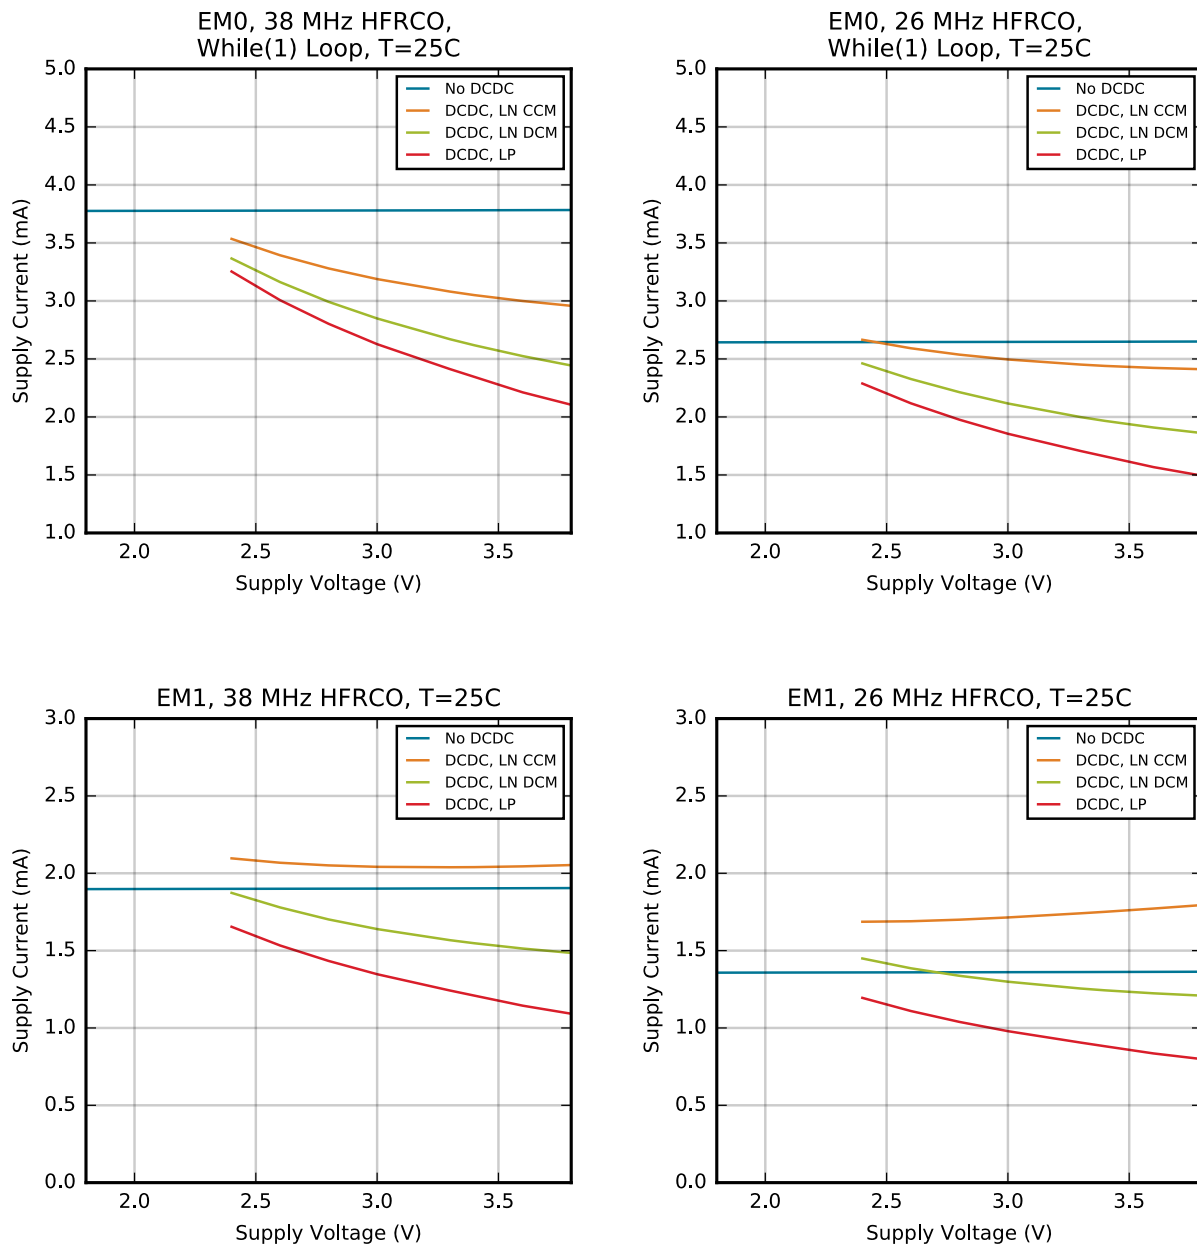 EM0, 38 MHz HFRCO,
While(1) Loop, T=25C
5.0
4.5
4.0
3.5
3.0
2.5
2.0
1.5
1.0
Supply Current (mA)
No DCDC
DCDC, LN CCM
DCDC, LN DCM
DCDC, LP
2.0
2.5
3.0
3.5
Supply Voltage (V)
EM0, 26 MHz HFRCO,
While(1) Loop, T=25C
5.0
4.5
4.0
3.5
3.0
2.5
2.0
1.5
1.0
Supply Current (mA)
No DCDC
DCDC, LN CCM
DCDC, LN DCM
DCDC, LP
2.0
2.5
3.0
3.5
Supply Voltage (V)
EM1, 38 MHz HFRCO, T=25C
3.0
2.5
2.0
1.5
1.0
0.5
0.0
Supply Current (mA)
No DCDC
DCDC, LN CCM
DCDC, LN DCM
DCDC, LP
2.0
2.5
3.0
3.5
Supply Voltage (V)
EM1, 26 MHz HFRCO, T=25C
3.0
2.5
2.0
1.5
1.0
0.5
0.0
Supply Current (mA)
No DCDC
DCDC, LN CCM
DCDC, LN DCM
DCDC, LP
2.0
2.5
3.0
3.5
Supply Voltage (V)